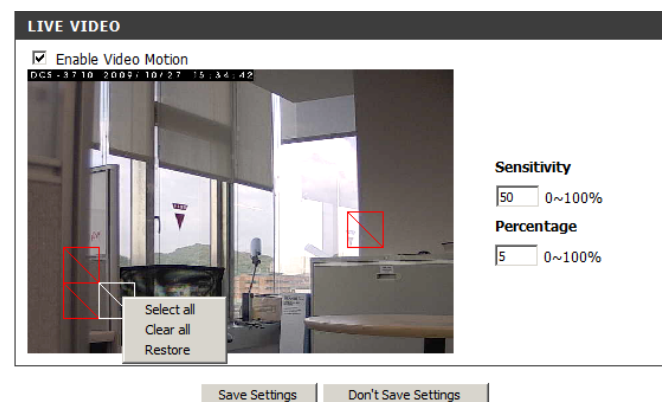 LIVE VIDEO
Enable Video Motion
DCS-3710 2009/10/27 15:34:42
Sensitivity
50 0~100%
Percentage
5 0~100%
Select all
Clear all
Restore
Save Settings Don't Save Settings